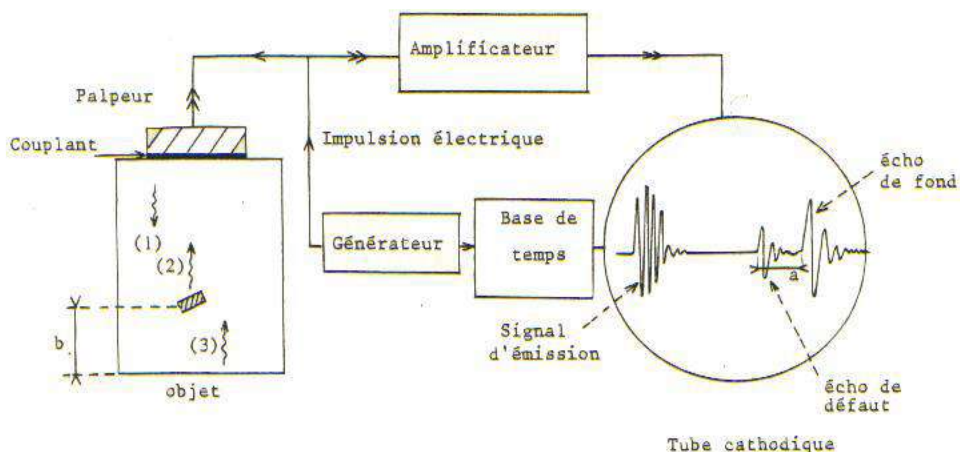 Amplificateur
Palpeur
Couplant
Impulsion électrique
écho
de fond
(1)
(2)
Générateur
Base de
temps
a
b
(3)
Signal
d'émission
objet
écho de
défaut
Tube cathodique